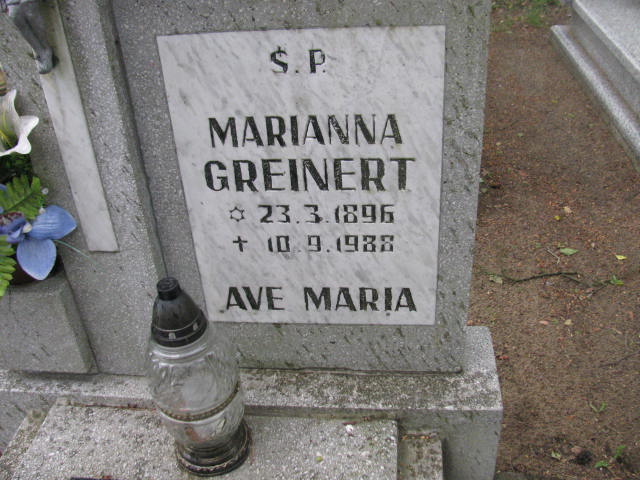 Ś.P.
MARIANNA
GREINERT
✡ 23.3.1896
✝ 10.9.1988
AVE MARIA